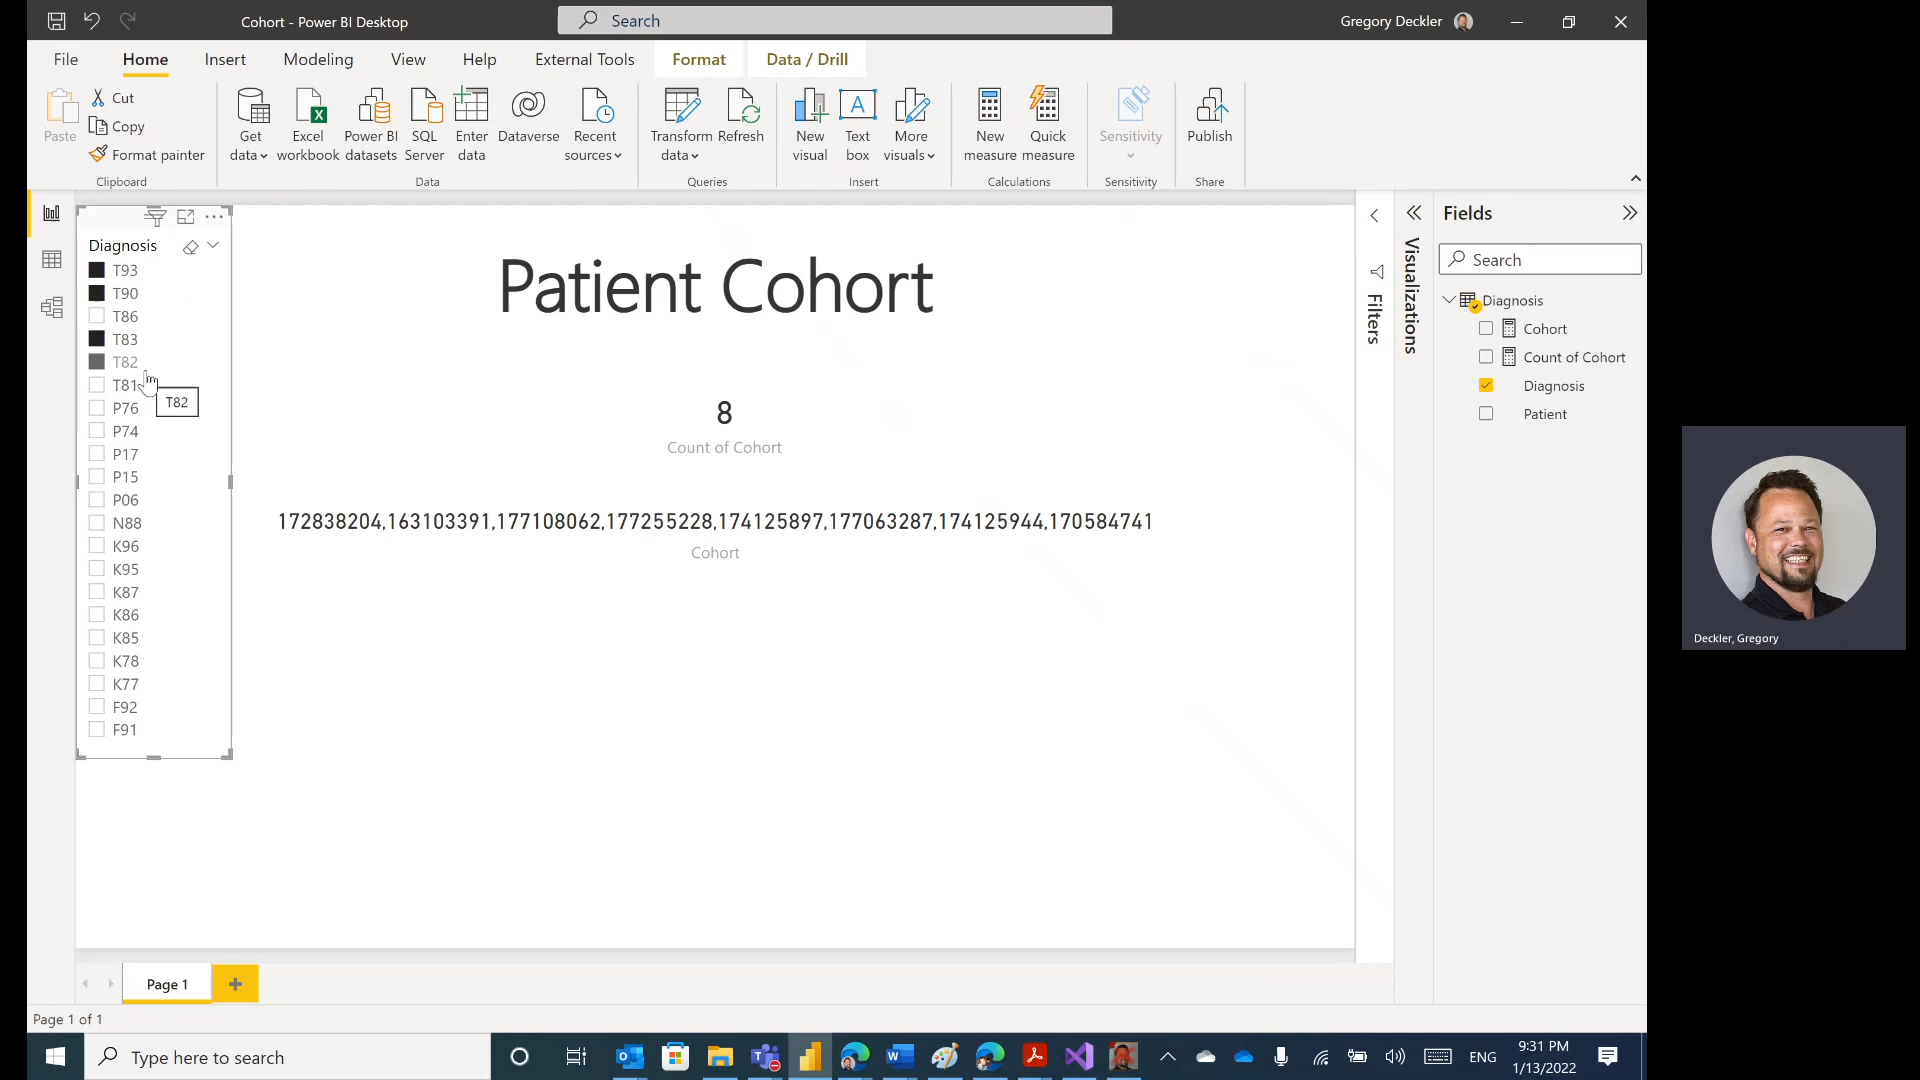 Cohort - Power BI Desktop
Search
Gregory Deckler
File Home Insert Modeling View Help External Tools Format Data / Drill
Paste
Cut
Copy
Format painter
Clipboard
Get data
Excel workbook
Power BI datasets
SQL Server
Enter data
Dataverse
Recent sources
Data
Transform data
Refresh
Queries
New visual
Text box
More visuals
Insert
New measure
Quick measure
Calculations
Sensitivity
Sensitivity
Publish
Share
Diagnosis
T93
T90
T86
T83
T82
T81
T82
P76
P74
P17
P15
P06
N88
K96
K95
K87
K86
K85
K78
K77
F92
F91
Patient Cohort
8
Count of Cohort
172838204,163103391,177108062,177255228,174125897,177063287,174125944,170584741
Cohort
Filters
Visualizations
Fields
Search
Diagnosis
Cohort
Count of Cohort
Diagnosis
Patient
Deckler, Gregory
Page 1
Page 1 of 1
Type here to search
ENG
9:31 PM
1/13/2022